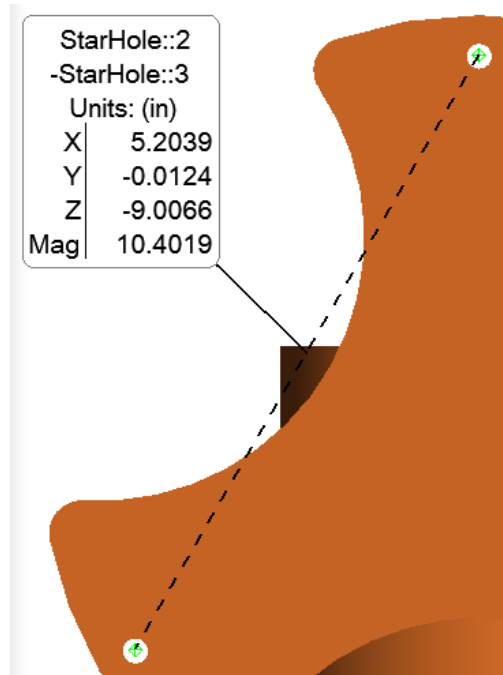 StarHole::2
-StarHole::3
Units: (in)
X 5.2039
Y -0.0124
Z -9.0066
Mag 10.4019